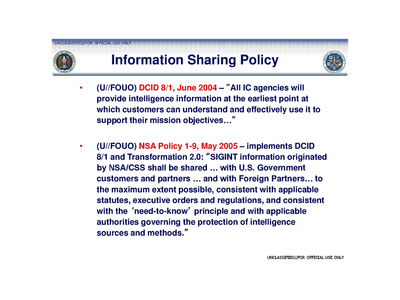 UNCLASSIFIED//FOR OFFICIAL USE ONLY
Information Sharing Policy
• (U//FOUO) DCID 8/1, June 2004 – “All IC agencies will
provide intelligence information at the earliest point at
which customers can understand and effectively use it to
support their mission objectives…”
• (U//FOUO) NSA Policy 1-9, May 2005 – implements DCID
8/1 and Transformation 2.0: “SIGINT information originated
by NSA/CSS shall be shared … with U.S. Government
customers and partners … and with Foreign Partners… to
the maximum extent possible, consistent with applicable
statutes, executive orders and regulations, and consistent
with the ‘need-to-know’ principle and with applicable
authorities governing the protection of intelligence
sources and methods.”
UNCLASSIFIED//FOR OFFICIAL USE ONLY